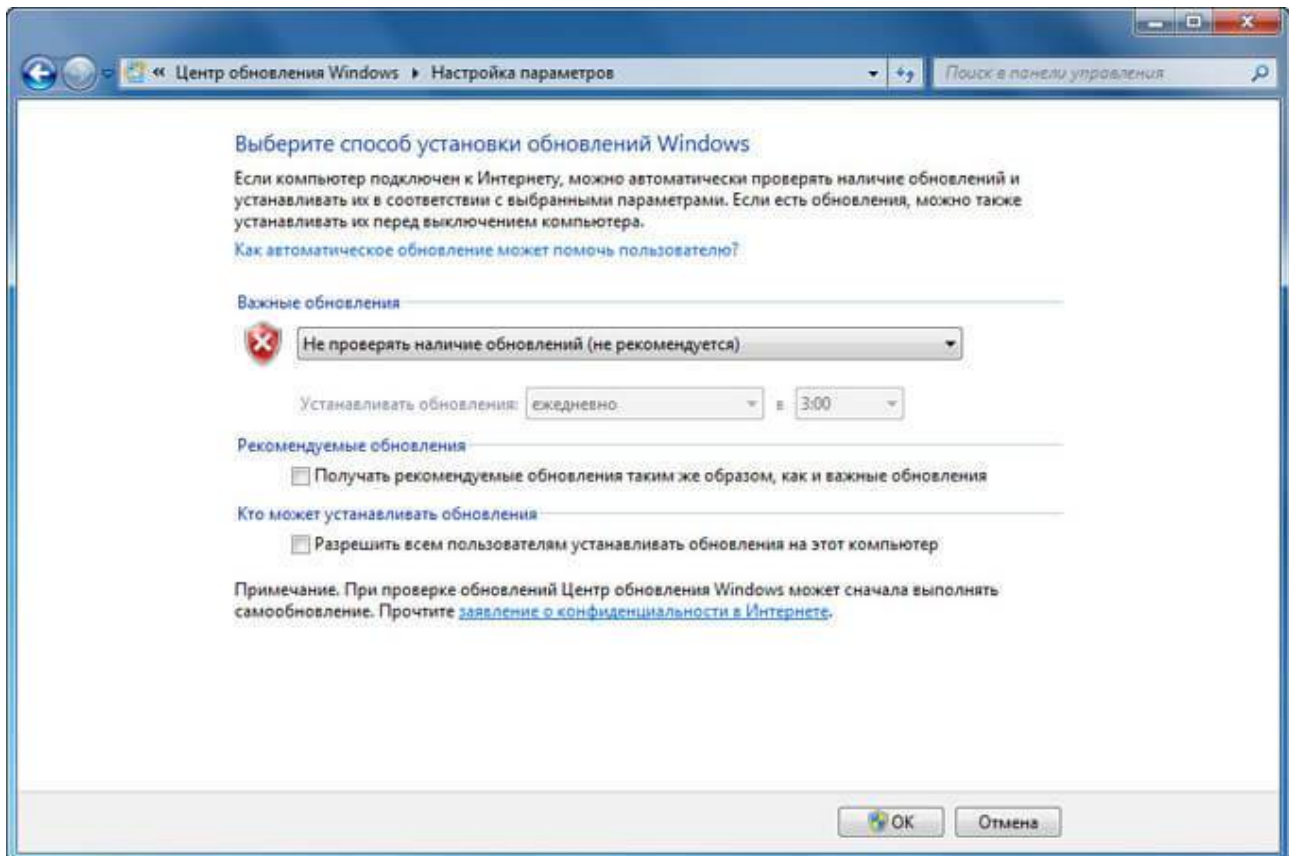 « Центр обновления Windows ▸ Настройка параметров
Поиск в панели управления
Выберите способ установки обновлений Windows
Если компьютер подключен к Интернету, можно автоматически проверять наличие обновлений и
устанавливать их в соответствии с выбранными параметрами. Если есть обновления, можно также
устанавливать их перед выключением компьютера.
Как автоматическое обновление может помочь пользователю?
Важные обновления
Не проверять наличие обновлений (не рекомендуется)
Устанавливать обновления: ежедневно в 3:00
Рекомендуемые обновления
Получать рекомендуемые обновления таким же образом, как и важные обновления
Кто может устанавливать обновления
Разрешить всем пользователям устанавливать обновления на этот компьютер
Примечание. При проверке обновлений Центр обновления Windows может сначала выполнять
самообновление. Прочтите заявление о конфиденциальности в Интернете.
OK Отмена